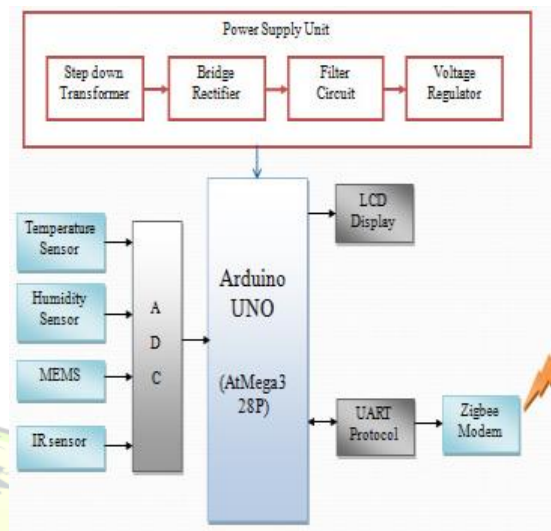 Power Supply Unit
Step down
Transformer
Bridge
Rectifier
Filter
Circuit
Voltage
Regulator
Temperature
Sensor
Humidity
Sensor
MEMS
IR sensor
A
D
C
Arduino
UNO
(AtMega3
28P)
LCD
Display
UART
Protocol
Zigbee
Modem